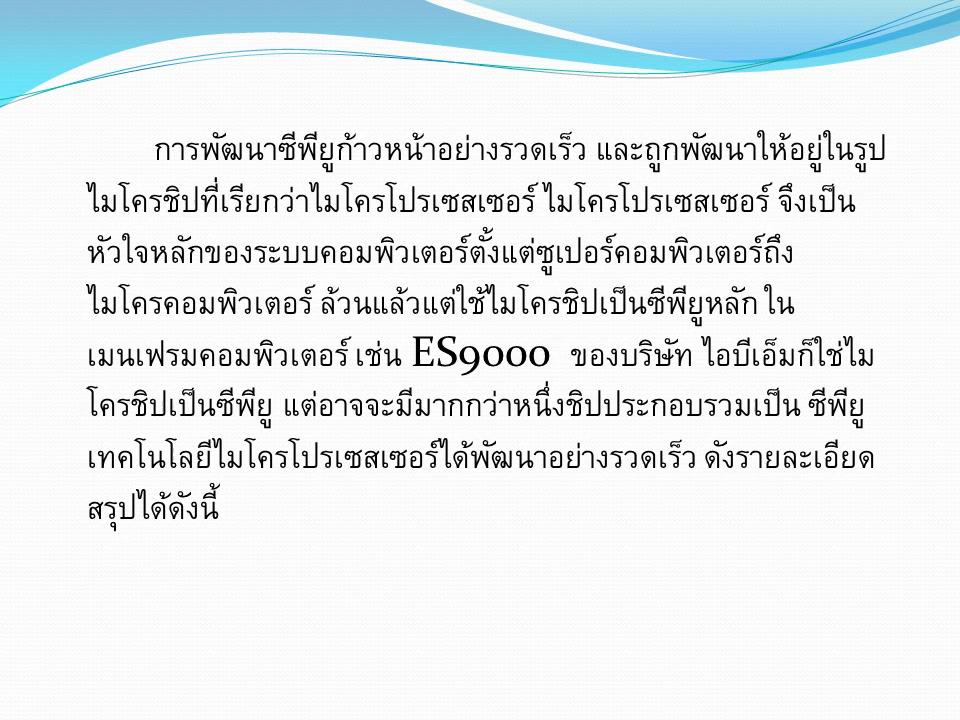 การพัฒนาซีพียูก้าวหน้าอย่างรวดเร็ว และถูกพัฒนาให้อยู่ในรูป
ไมโครชิปที่เรียกว่าไมโครโปรเซสเซอร์ ไมโครโปรเซสเซอร์ จึงเป็น
หัวใจหลักของระบบคอมพิวเตอร์ตั้งแต่ซูเปอร์คอมพิวเตอร์ถึง
ไมโครคอมพิวเตอร์ ล้วนแล้วแต่ใช้ไมโครชิปเป็นซีพียูหลัก ใน
เมนเฟรมคอมพิวเตอร์ เช่น ES9000 ของบริษัท ไอบีเอ็มก็ใช่ไม
โครชิปเป็นซีพียู แต่อาจจะมีมากกว่าหนึ่งชิปประกอบรวมเป็น ซีพียู
เทคโนโลยีไมโครโปรเซสเซอร์ได้พัฒนาอย่างรวดเร็ว ดังรายละเอียด
สรุปได้ดังนี้